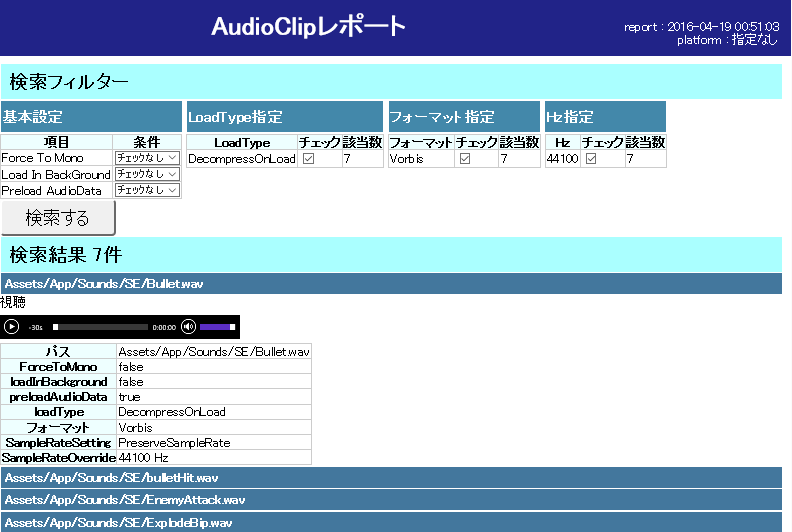 AudioClipレポート
report : 2016-04-19 00:51:03
platform : 指定なし
検索フィルター
基本設定
項目 条件
Force To Mono チェックなし
Load In BackGround チェックなし
Preload AudioData チェックなし
LoadType指定
LoadType チェック 該当数
DecompressOnLoad 7
フォーマット指定
フォーマット チェック 該当数
Vorbis 7
Hz指定
Hz チェック 該当数
44100 7
検索する
検索結果 7件
Assets/App/Sounds/SE/Bullet.wav
視聴
-30s 0:00:00
パス Assets/App/Sounds/SE/Bullet.wav
ForceToMono false
loadInBackground false
preloadAudioData true
loadType DecompressOnLoad
フォーマット Vorbis
SampleRateSetting PreserveSampleRate
SampleRateOverride 44100 Hz
Assets/App/Sounds/SE/bulletHit.wav
Assets/App/Sounds/SE/EnemyAttack.wav
Assets/App/Sounds/SE/ExplodeBip.wav